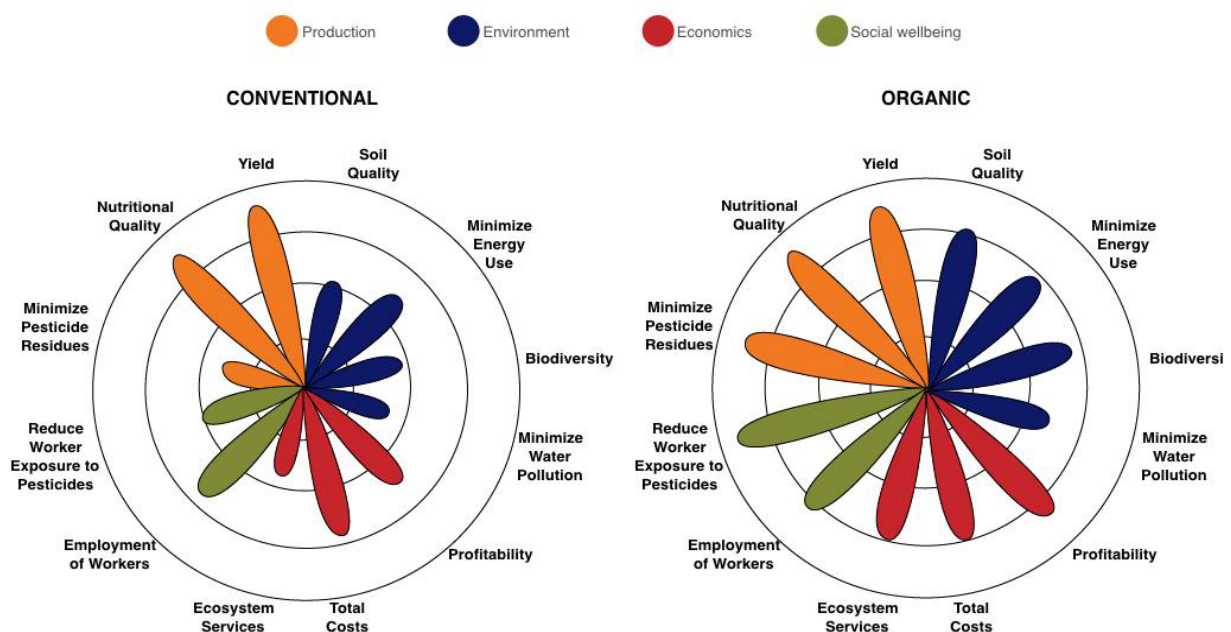 Production
Environment
Economics
Social wellbeing
CONVENTIONAL
Yield
Soil
Quality
Nutritional
Quality
Minimize
Energy
Use
Minimize
Pesticide
Residues
Biodiversity
Reduce
Worker
Exposure to
Pesticides
Minimize
Water
Pollution
Employment
of Workers
Profitability
Ecosystem
Services
Total
Costs
ORGANIC
Yield
Soil
Quality
Nutritional
Quality
Minimize
Energy
Use
Minimize
Pesticide
Residues
Biodiversi
Reduce
Worker
Exposure to
Pesticides
Minimize
Water
Pollution
Employment
of Workers
Profitability
Ecosystem
Services
Total
Costs